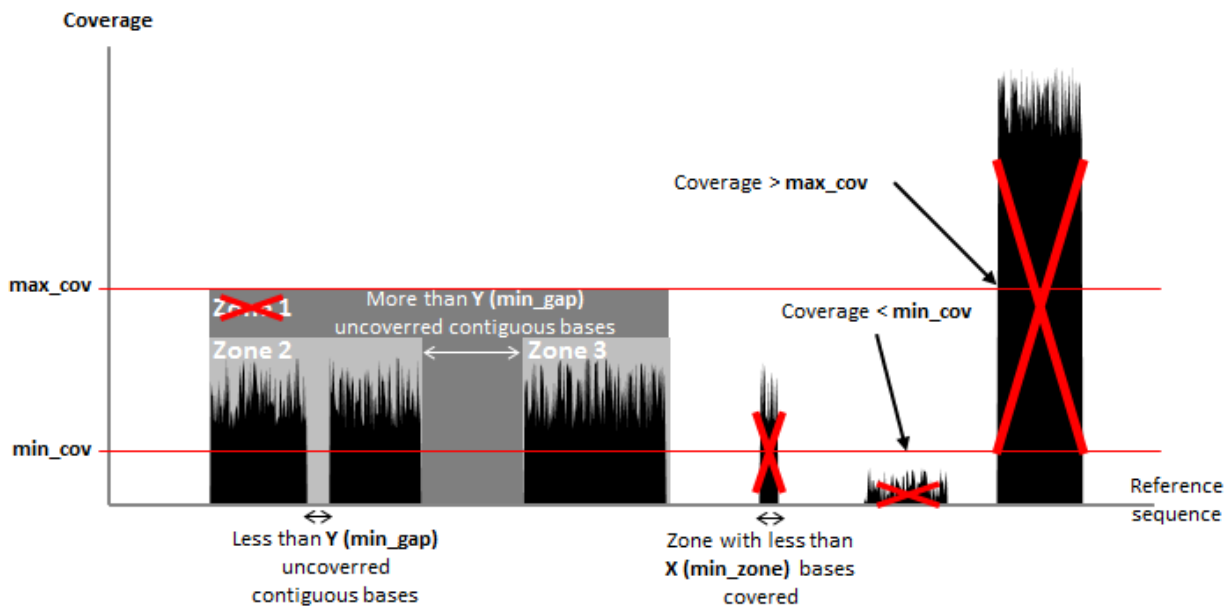 Coverage
Coverage > max_cov
max_cov
Zone 1
More than Y (min_gap)
uncoverred contiguous bases
Coverage < min_cov
Zone 2
Zone 3
min_cov
Reference
sequence
Less than Y (min_gap)
uncoverred
contiguous bases
Zone with less than
X (min_zone) bases
covered